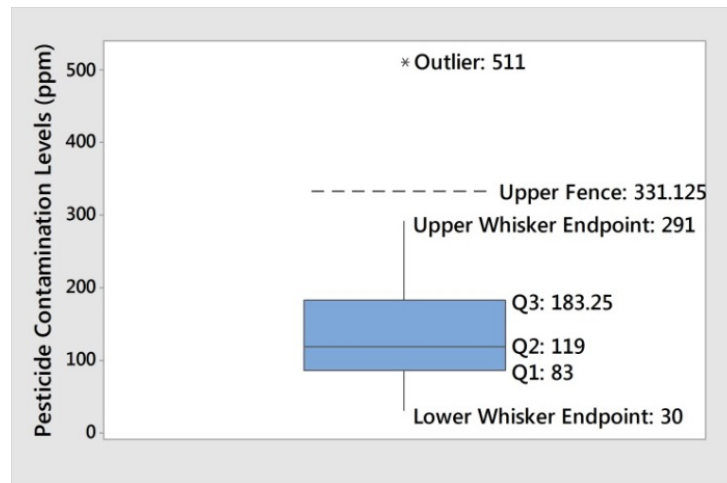 Pesticide Contamination Levels (ppm)
500
400
300
200
100
0
* Outlier: 511
Upper Fence: 331.125
Upper Whisker Endpoint: 291
Q3: 183.25
Q2: 119
Q1: 83
Lower Whisker Endpoint: 30